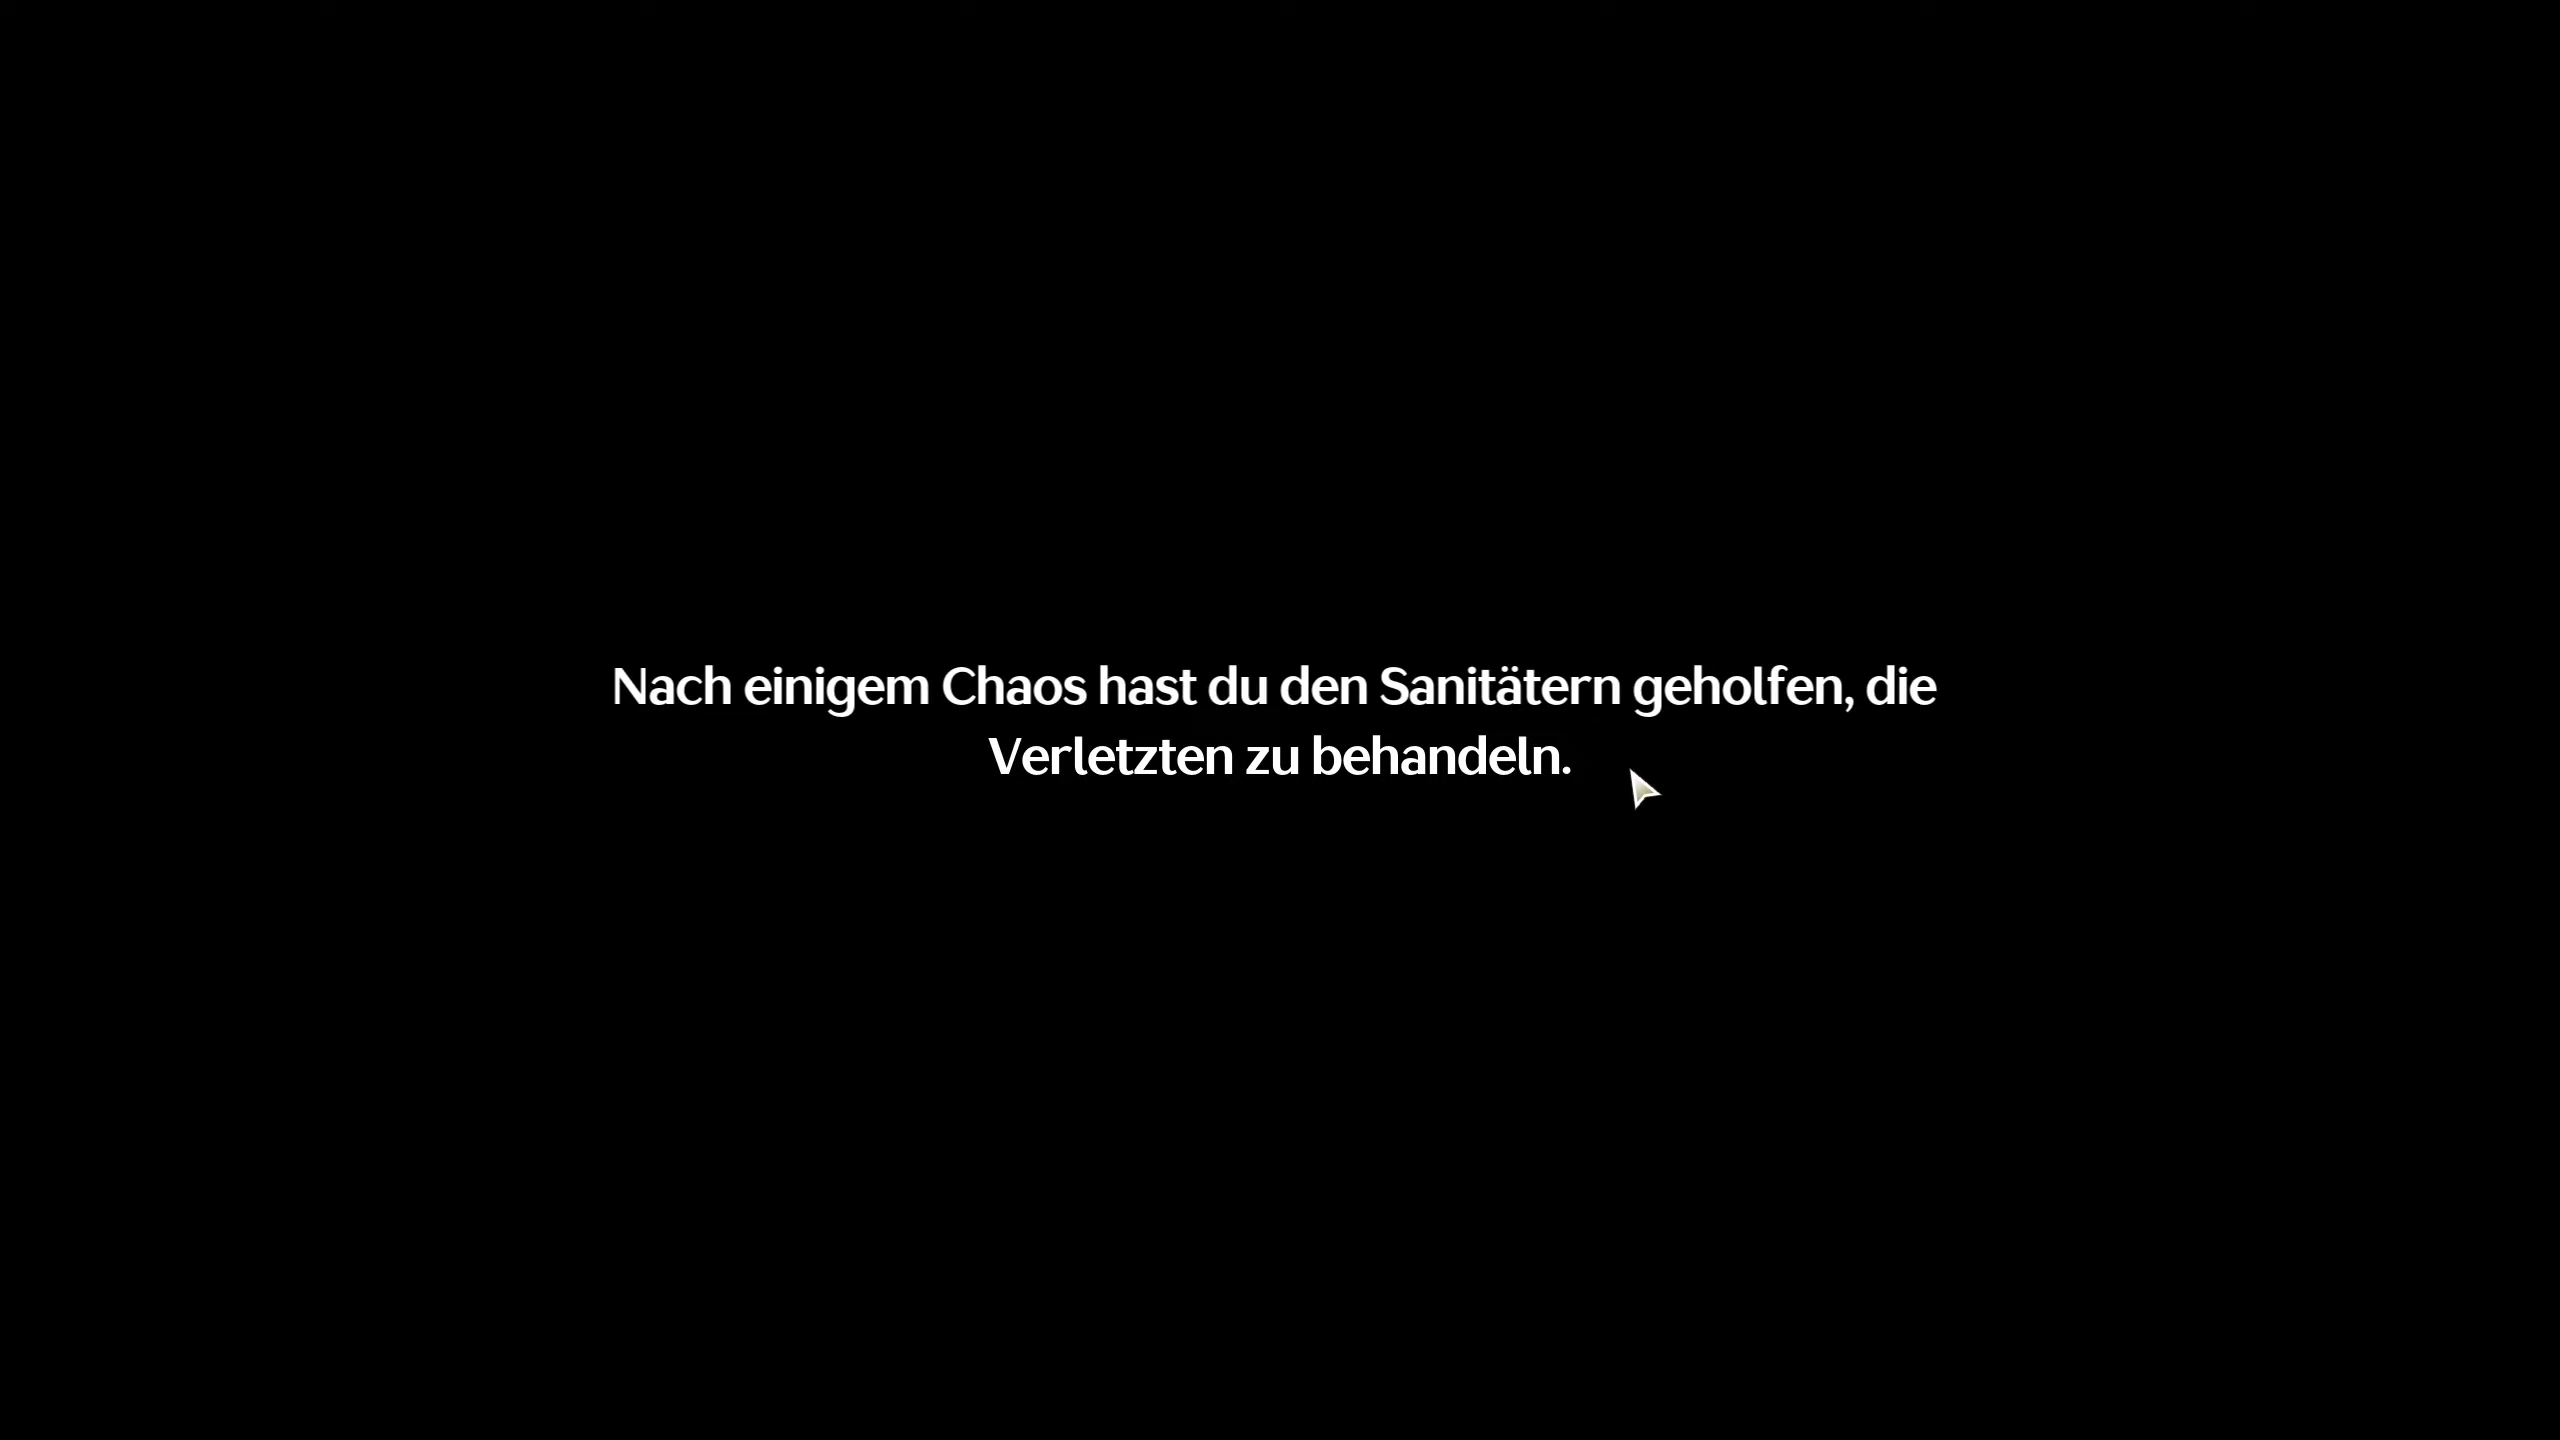 Nach einigem Chaos hast du den Sanitätern geholfen, die
Verletzten zu behandeln.